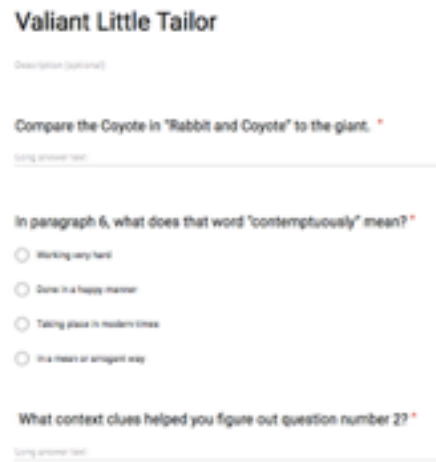 Valiant Little Tailor
Description (optional)
Compare the Coyote in "Rabbit and Coyote" to the giant. *
Long answer text
In paragraph 6, what does that word "contemptuously" mean? *
Working very hard
Done in a happy manner
Taking place in modern times
In a mean or arrogant way
What context clues helped you figure out question number 2? *
Long answer text